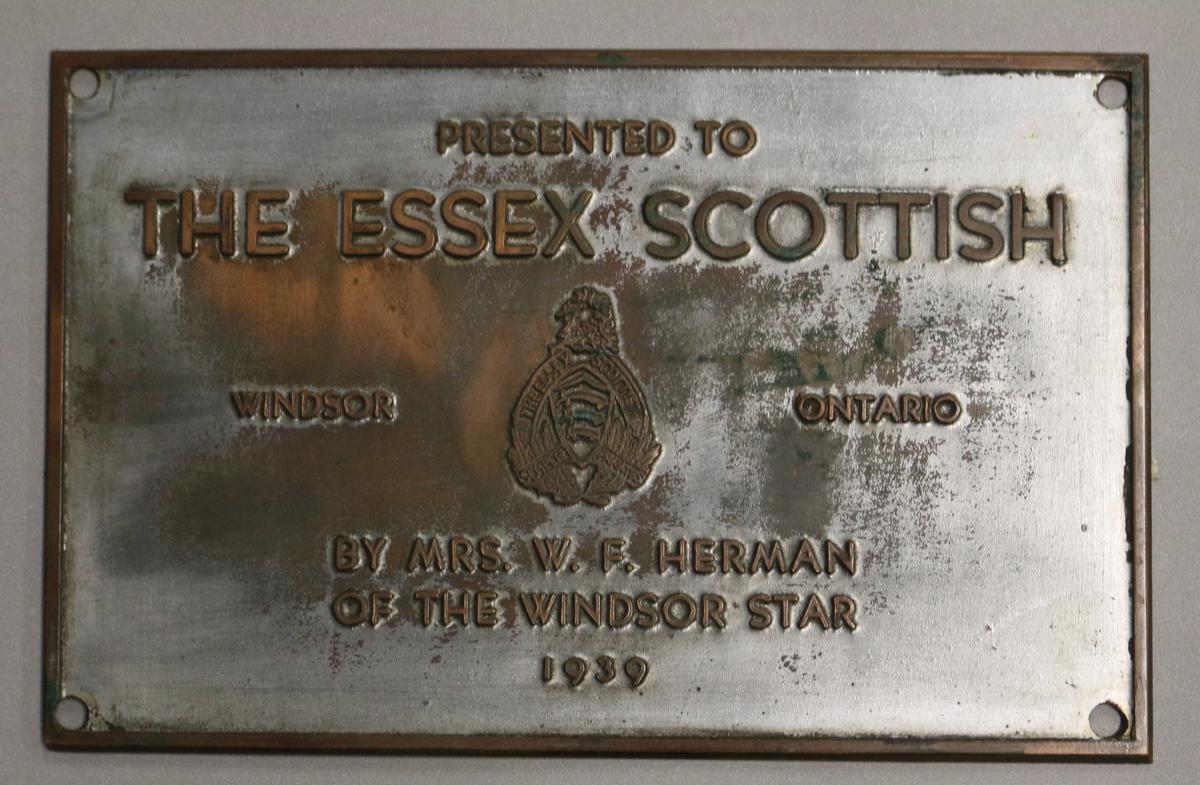 PRESENTED TO
THE ESSEX SCOTTISH
WINDSOR ONTARIO
BY MRS. W. F. HERMAN
OF THE WINDSOR STAR
1939